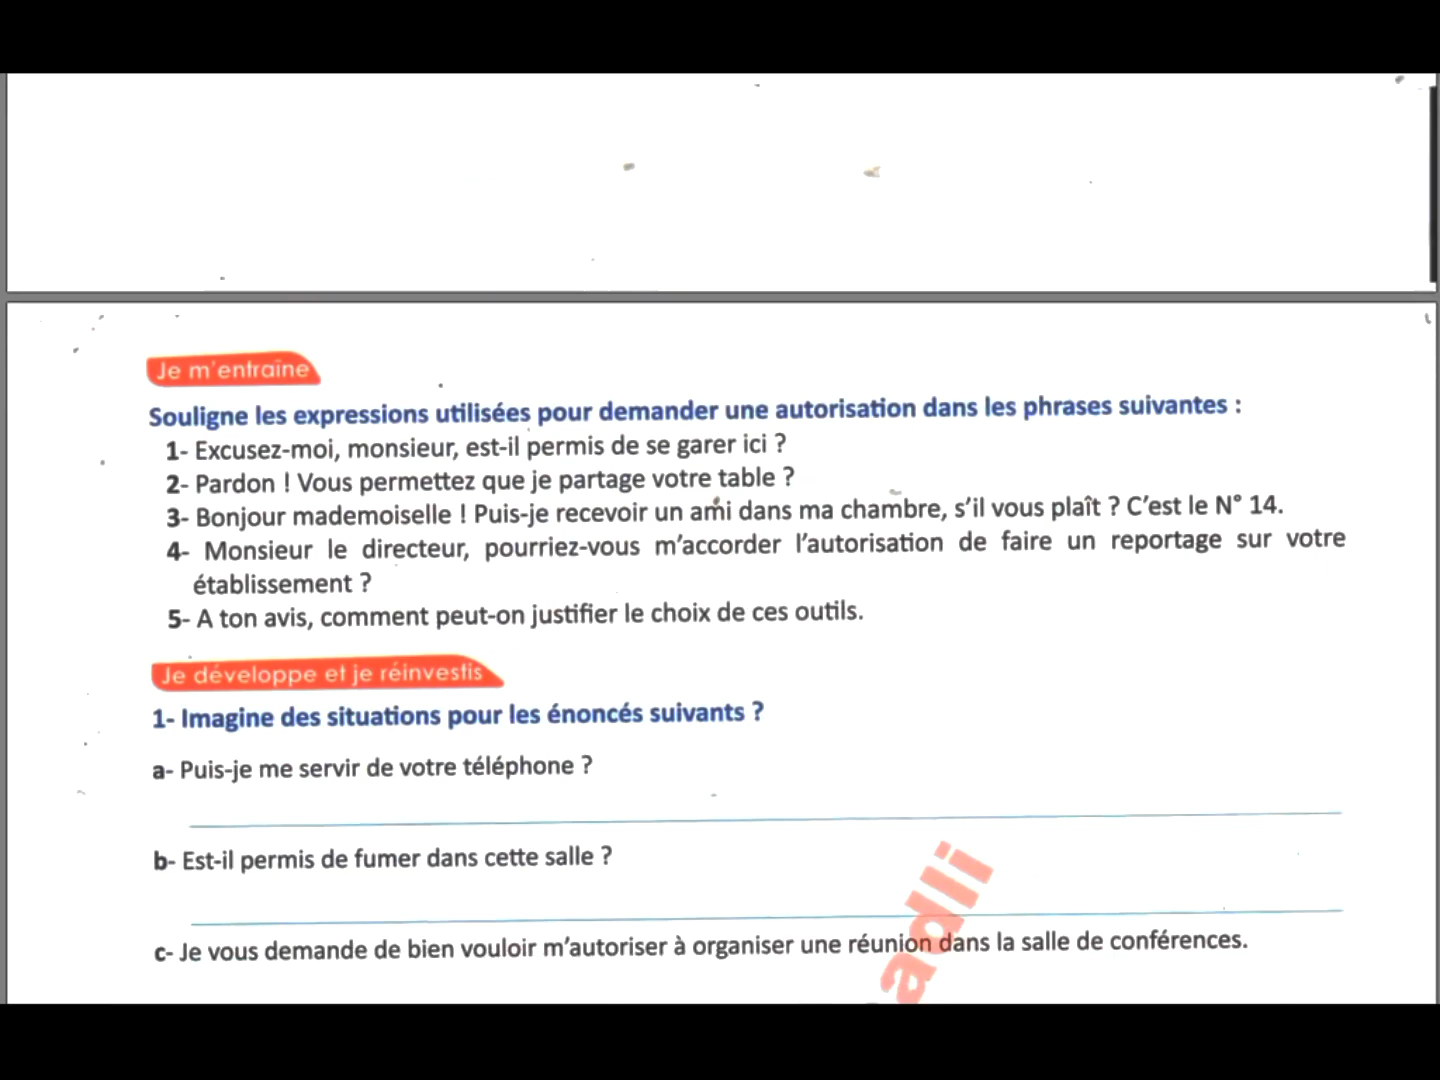 Je m'entraîne
Souligne les expressions utilisées pour demander une autorisation dans les phrases suivantes :
1- Excusez-moi, monsieur, est-il permis de se garer ici ?
2- Pardon ! Vous permettez que je partage votre table ?
3- Bonjour mademoiselle ! Puis-je recevoir un ami dans ma chambre, s'il vous plaît ? C'est le N° 14.
4- Monsieur le directeur, pourriez-vous m'accorder l'autorisation de faire un reportage sur votre
établissement ?
5- A ton avis, comment peut-on justifier le choix de ces outils.
Je développe et je réinvestis
1- Imagine des situations pour les énoncés suivants ?
a- Puis-je me servir de votre téléphone ?
b- Est-il permis de fumer dans cette salle ?
c- Je vous demande de bien vouloir m'autoriser à organiser une réunion dans la salle de conférences.
adli